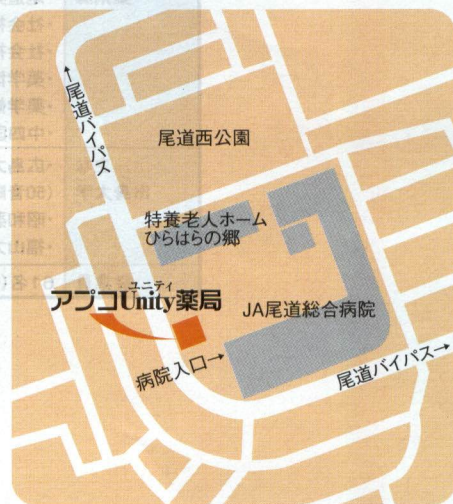 ←尾道バイパス
尾道西公園
特養老人ホーム
ひらはらの郷
ユニティ
アプコUnity薬局
JA尾道総合病院
病院入口→
尾道バイパス→